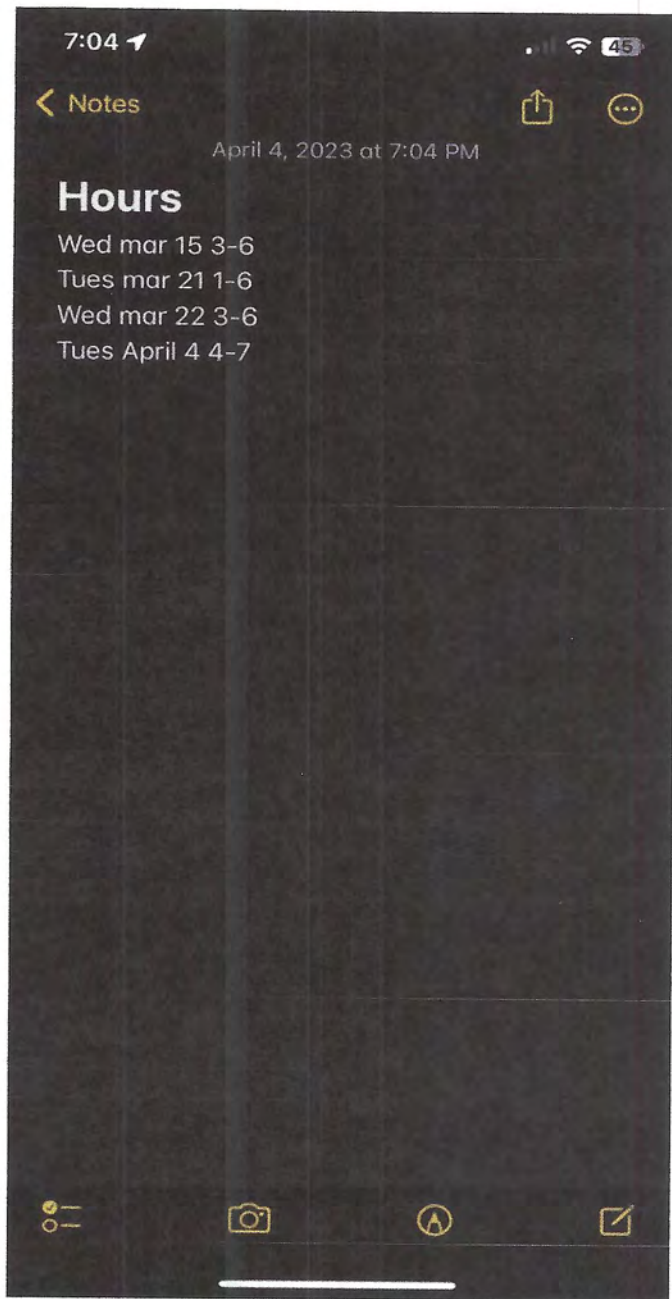 7:04
45
Notes
April 4, 2023 at 7:04 PM
Hours
Wed mar 15 3-6
Tues mar 21 1-6
Wed mar 22 3-6
Tues April 4 4-7